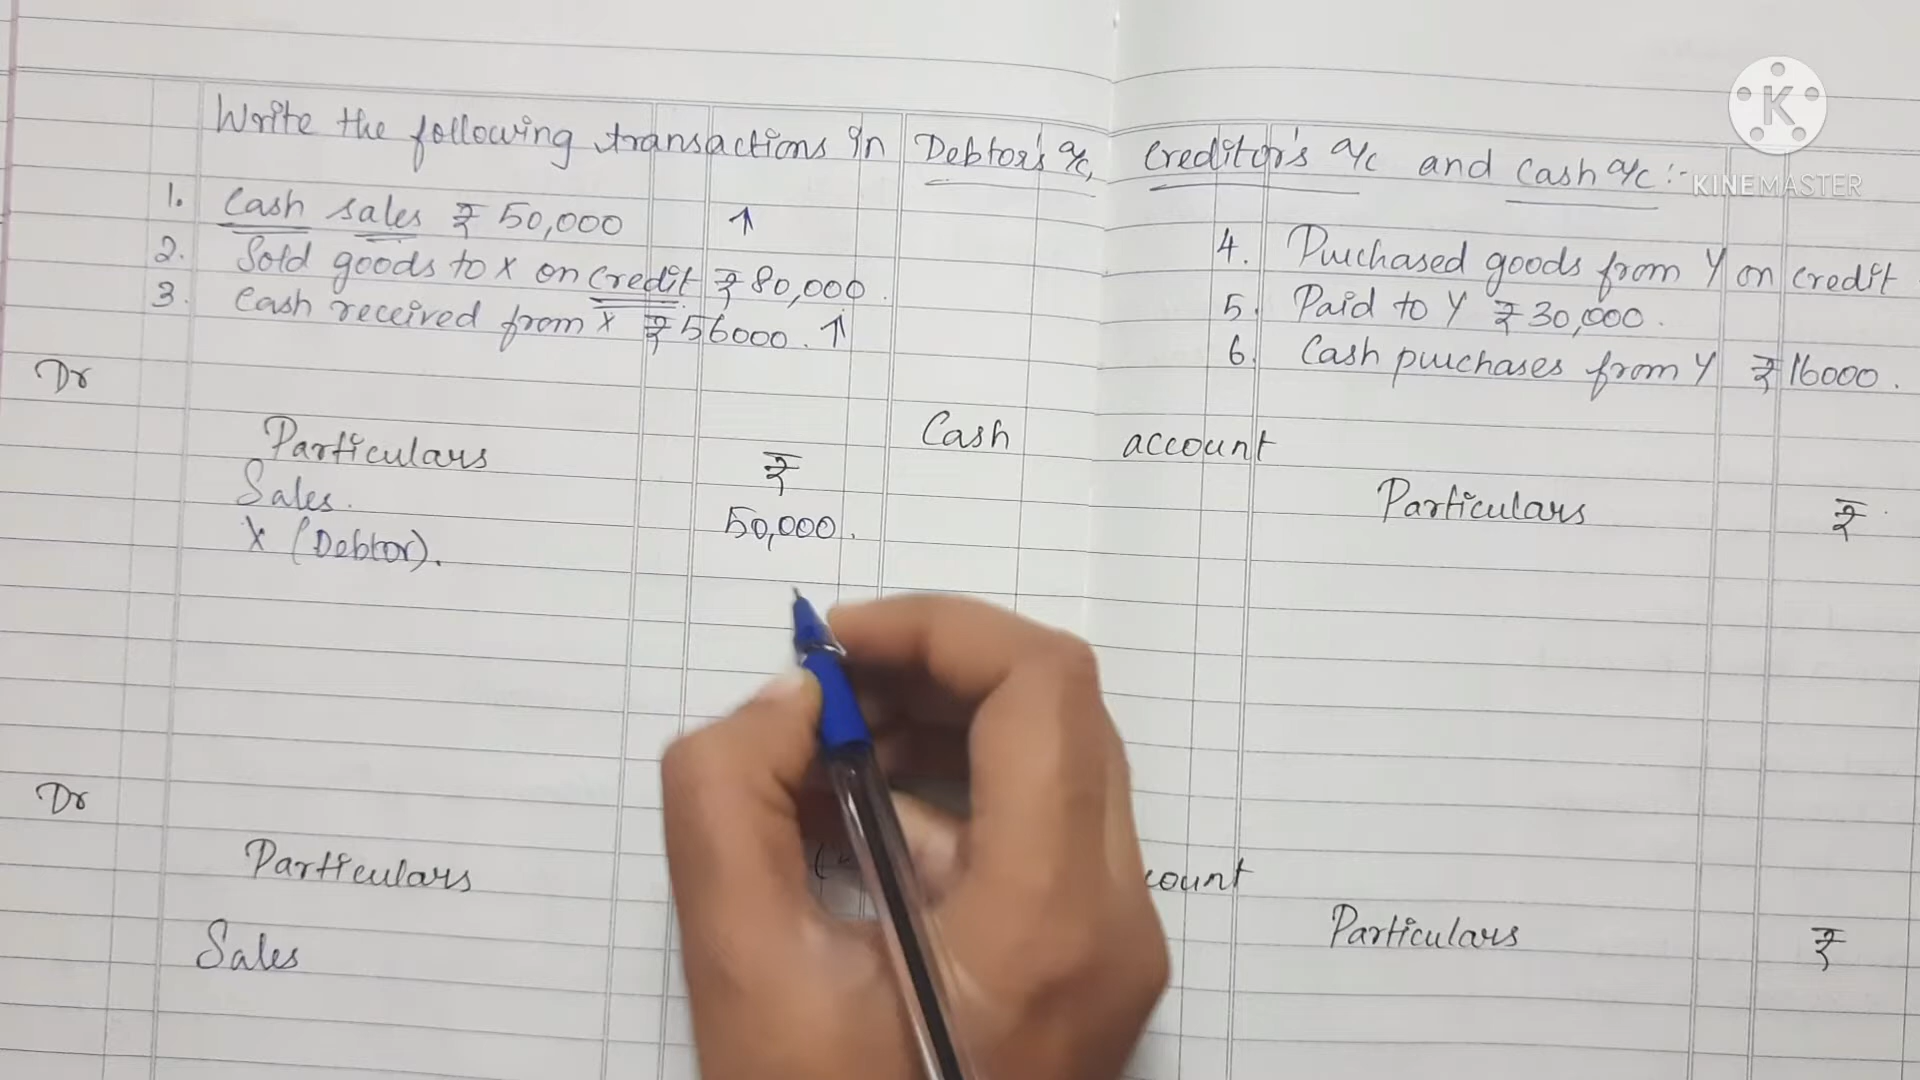 Write the following transactions in Debtor's a/c, Creditor's a/c and Cash a/c :-
1. Cash sales ₹ 50,000 ↑
2. Sold goods to X on credit ₹ 80,000.
3. Cash received from X ₹ 56000. ↑
4. Purchased goods from Y on credit
5. Paid to Y ₹ 30,000.
6. Cash purchases from Y ₹ 16000.
K
KINEMASTER
Dr
Cash account
Particulars ₹ Particulars ₹
Sales. 50,000.
X (Debtor).
Dr
Particulars Particulars ₹
Sales